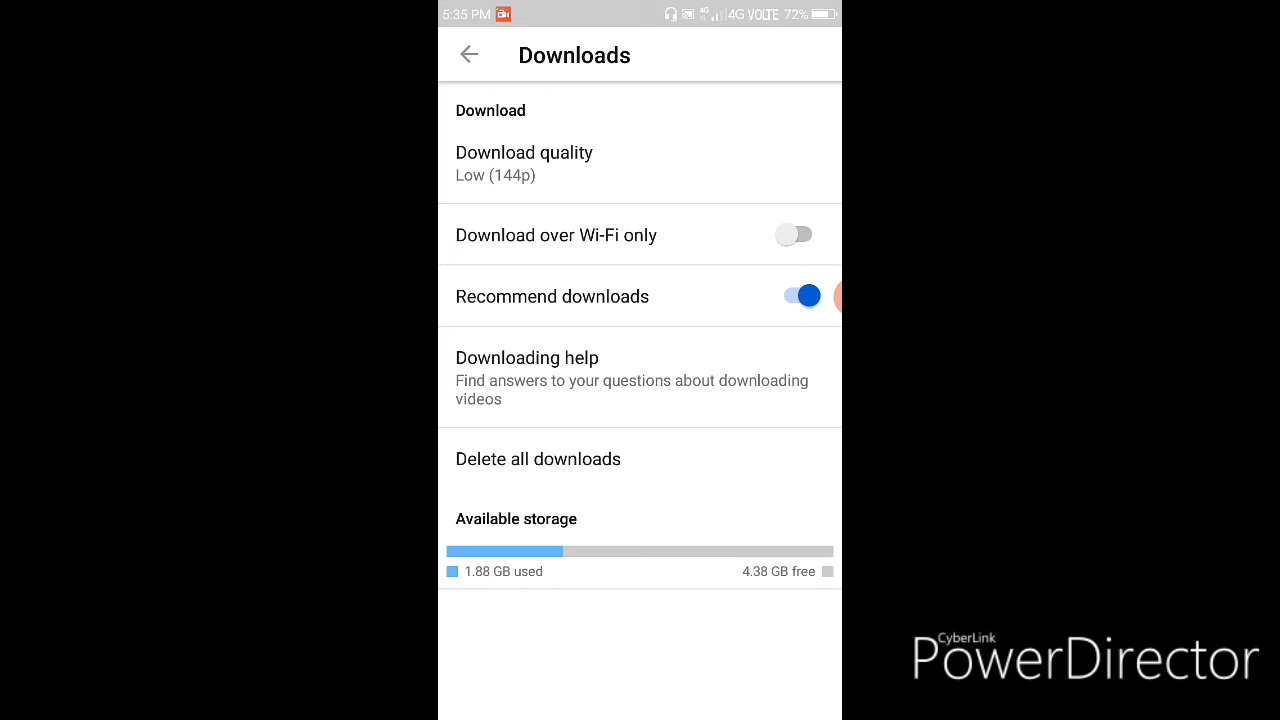 5:35 PM 4G 4G VOLTE 72%
Downloads
Download
Download quality
Low (144p)
Download over Wi-Fi only
Recommend downloads
Downloading help
Find answers to your questions about downloading
videos
Delete all downloads
Available storage
1.88 GB used 4.38 GB free
CyberLink
PowerDirector